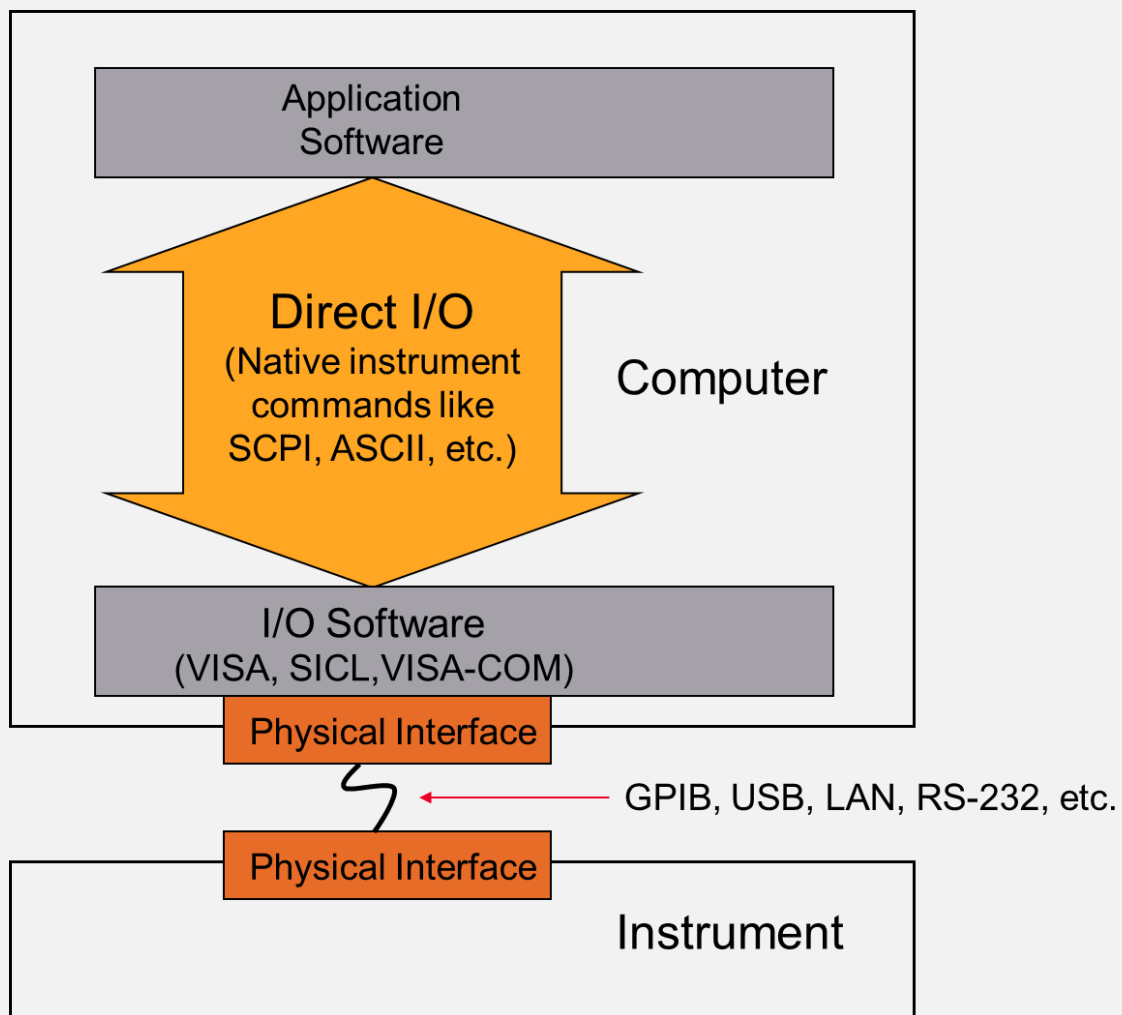 Application
Software
Direct I/O
(Native instrument
commands like
SCPI, ASCII, etc.)
Computer
I/O Software
(VISA, SICL,VISA-COM)
Physical Interface
GPIB, USB, LAN, RS-232, etc.
Physical Interface
Instrument